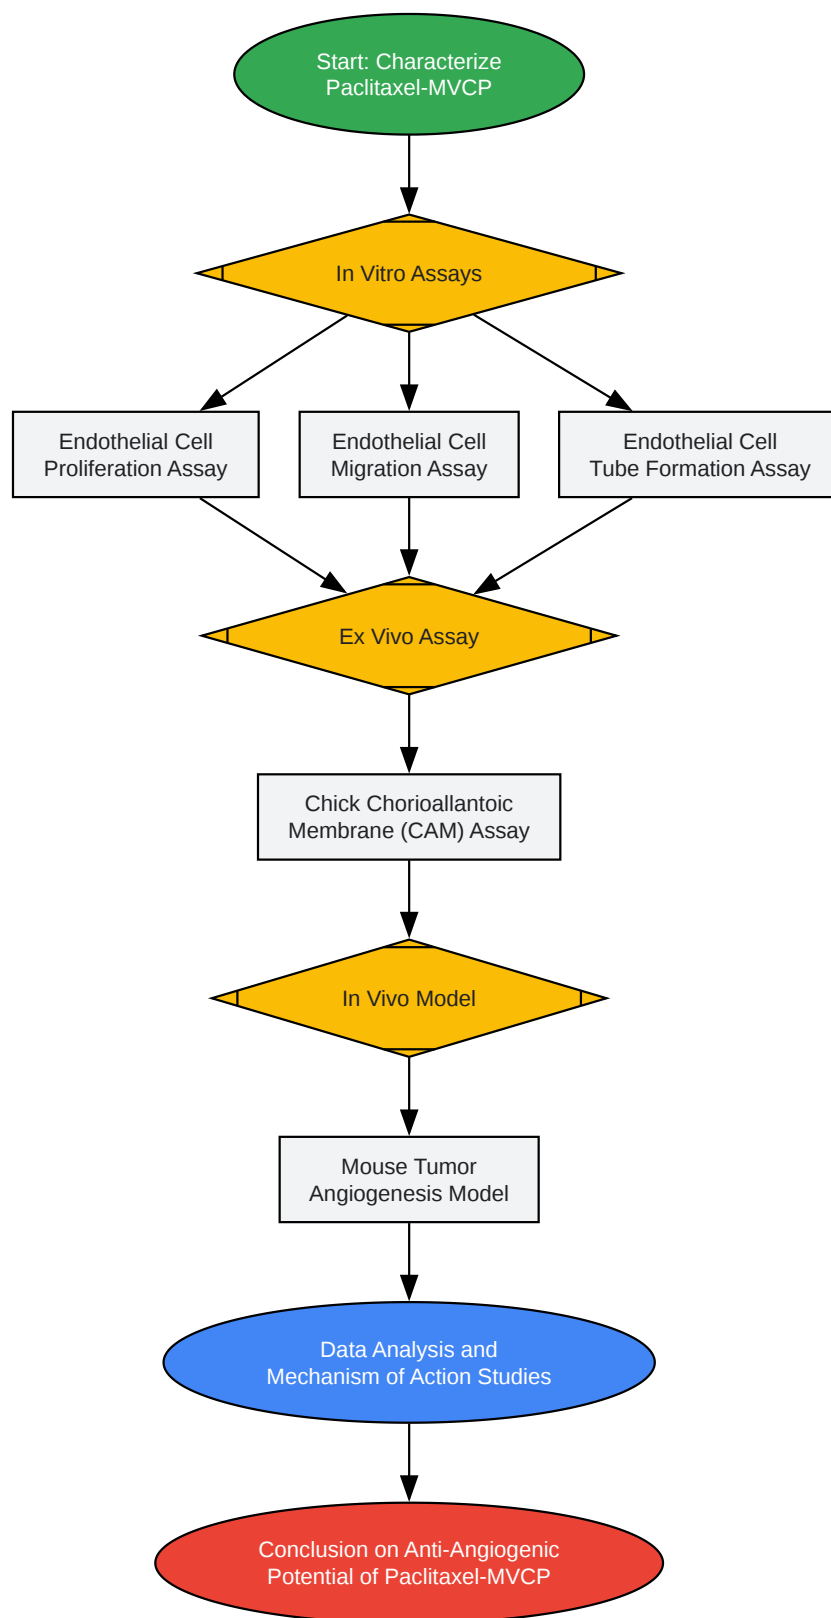 Start: Characterize
Paclitaxel-MVCP
In Vitro Assays
Endothelial Cell
Proliferation Assay
Endothelial Cell
Migration Assay
Endothelial Cell
Tube Formation Assay
Ex Vivo Assay
Chick Chorioallantoic
Membrane (CAM) Assay
In Vivo Model
Mouse Tumor
Angiogenesis Model
Data Analysis and
Mechanism of Action Studies
Conclusion on Anti-Angiogenic
Potential of Paclitaxel-MVCP